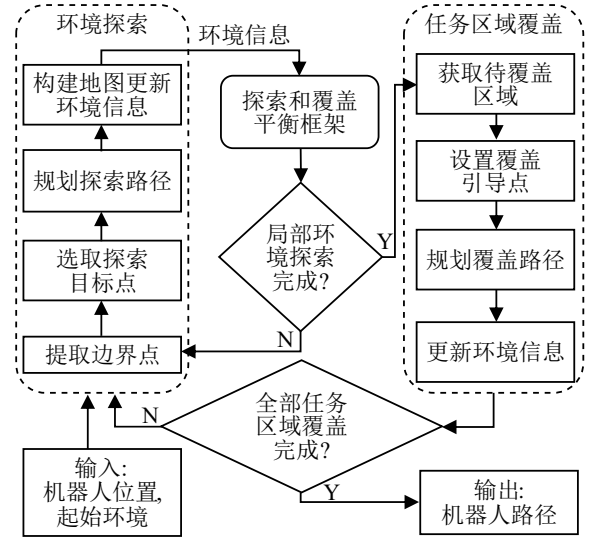 环境探索
构建地图更新
环境信息
规划探索路径
选取探索
目标点
提取边界点
输入:
机器人位置,
起始环境
环境信息
探索和覆盖
平衡框架
局部环
境探索
完成?
Y
N
任务区域覆盖
获取待覆盖
区域
设置覆盖
引导点
规划覆盖路径
更新环境信息
全部任务
区域覆盖
完成?
N
Y
输出:
机器人路径